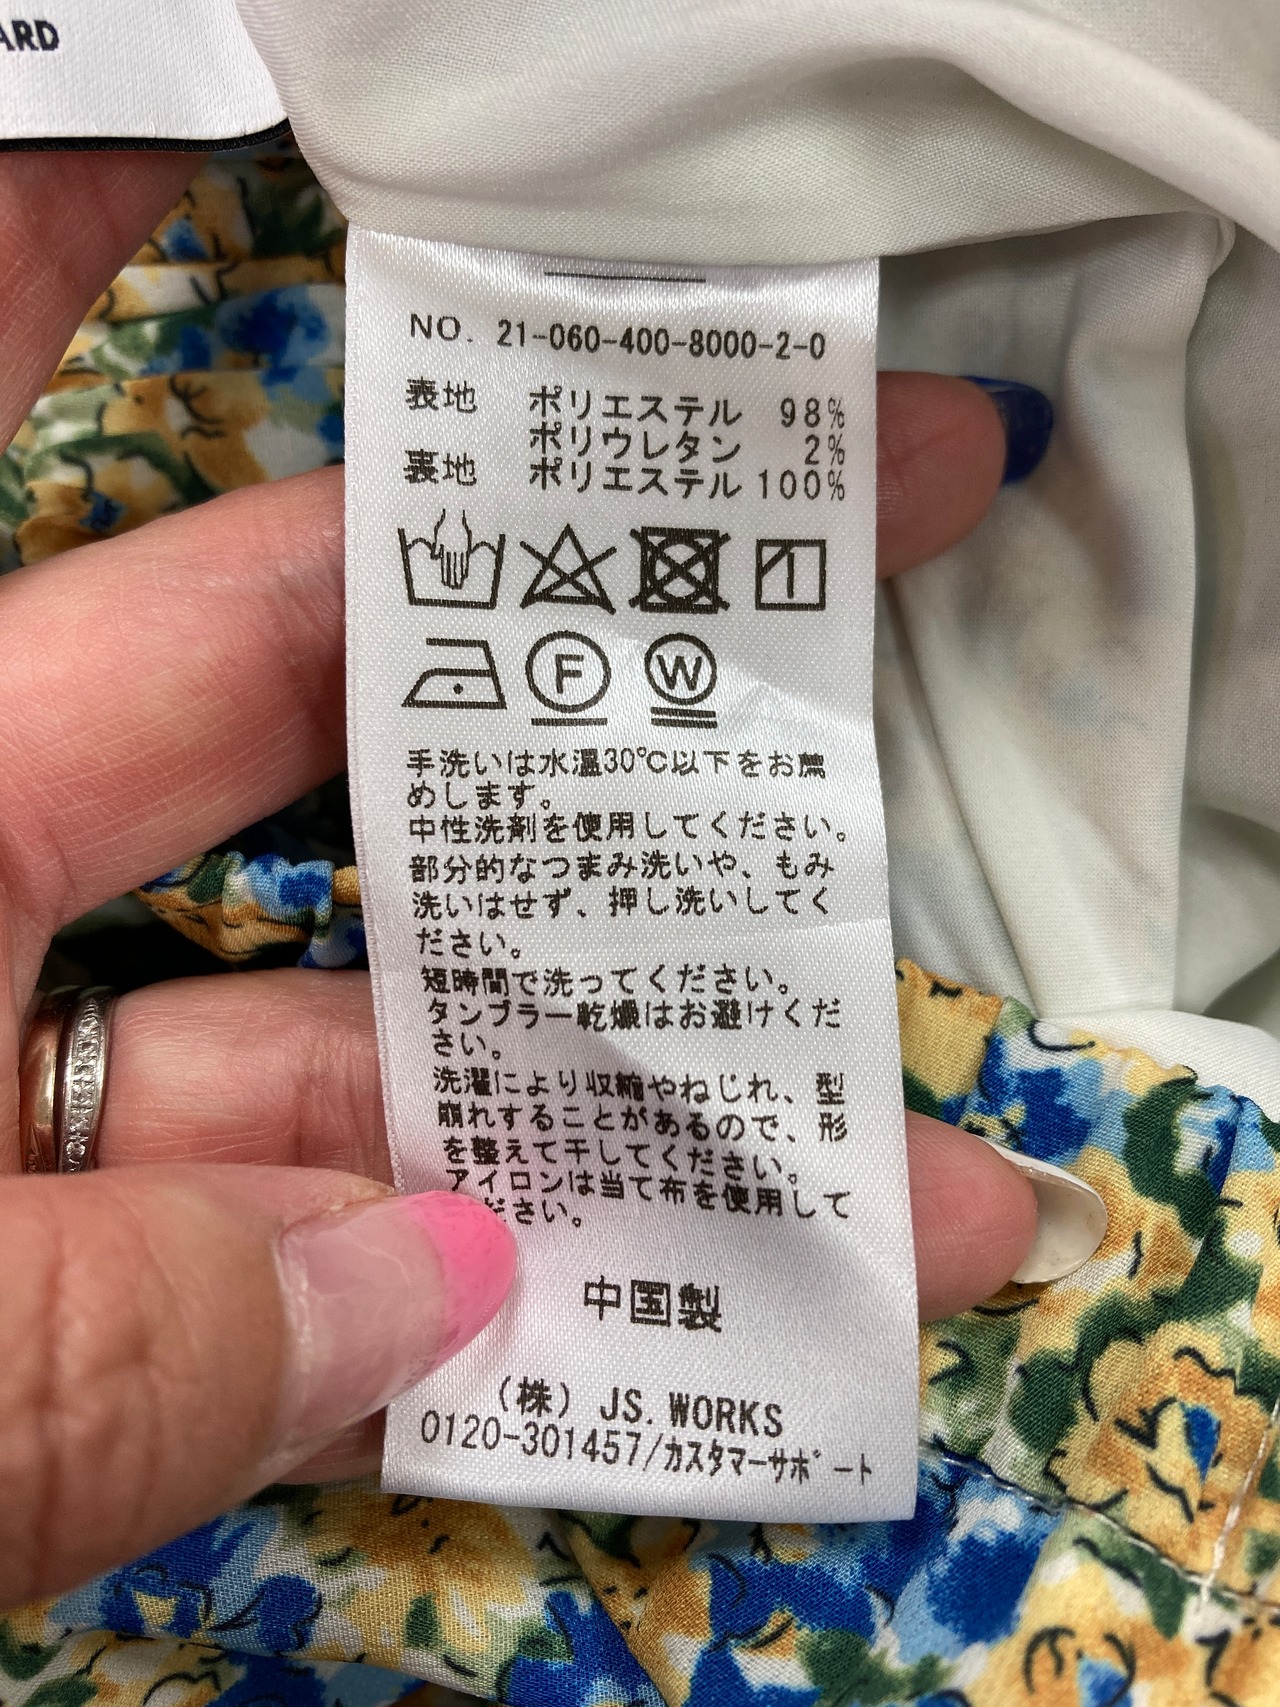 NO. 21-060-400-8000-2-0
表地 ポリエステル 98%
ポリウレタン 2%
裏地 ポリエステル 100%
F W
手洗いは水温30℃以下をお薦
めします。
中性洗剤を使用してください。
部分的なつまみ洗いや、もみ
洗いはせず、押し洗いしてく
ださい。
短時間で洗ってください。
タンブラー乾燥はお避けくだ
さい。
洗濯により収縮やねじれ、型
崩れすることがあるので、形
を整えて干してください。
アイロンは当て布を使用して
ださい。
中国製
(株) JS. WORKS
0120-301457/カスタマーサポート